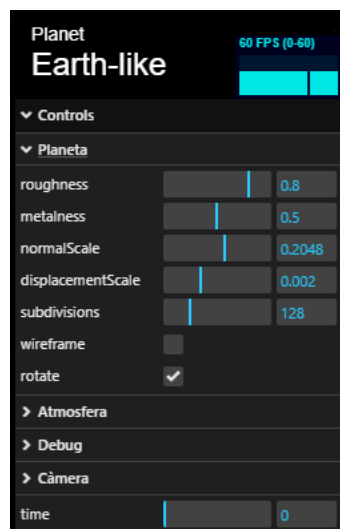 Planet
Earth-like
60 FPS (0-60)
Controls
Planeta
roughness 0.8
metalness 0.5
normalScale 0.2048
displacementScale 0.002
subdivisions 128
wireframe
rotate
Atmosfera
Debug
Càmera
time 0